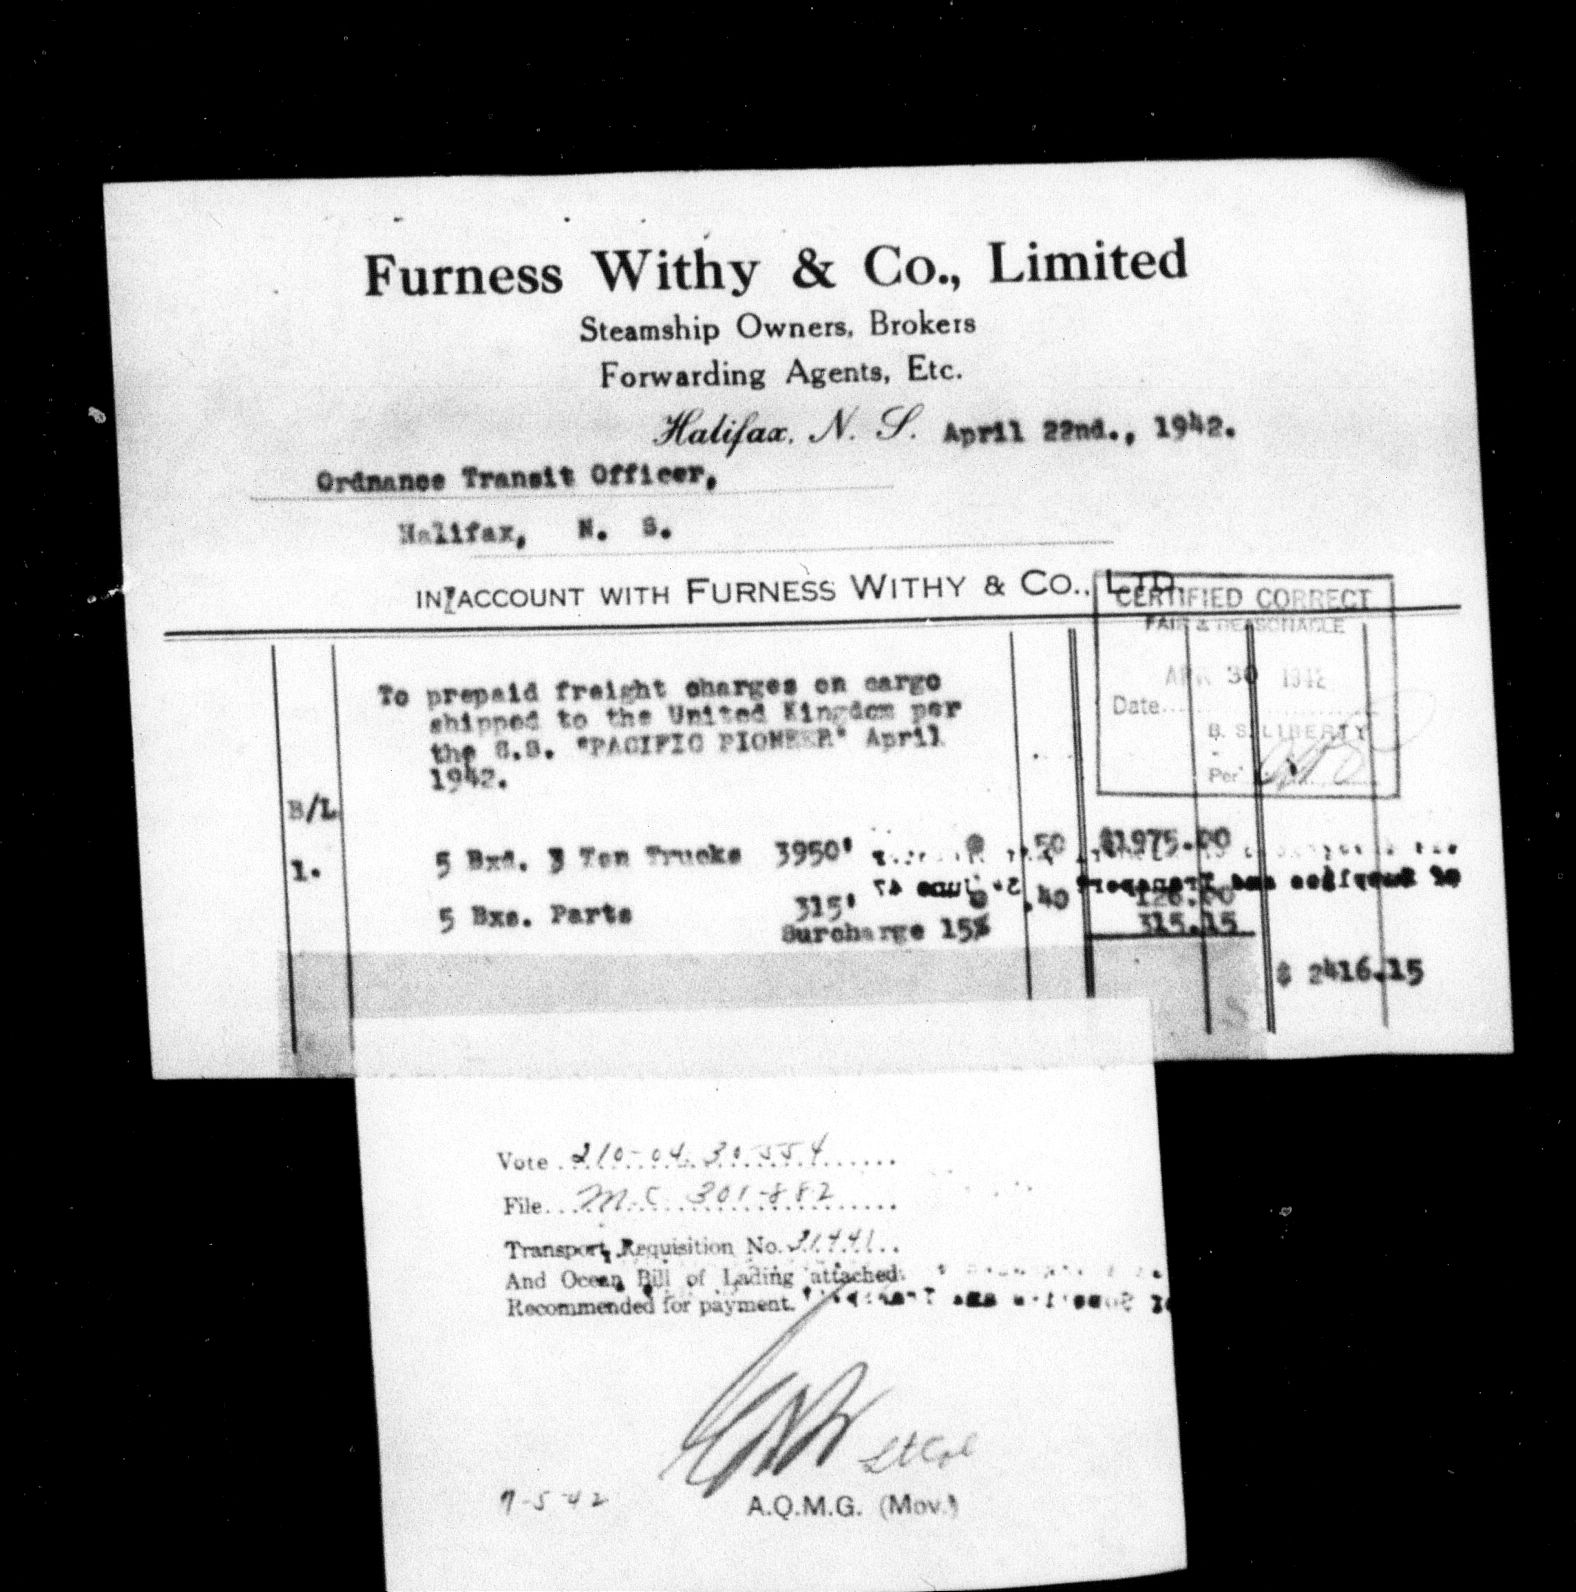 Furness Withy & Co., Limited
Steamship Owners, Brokers
Forwarding Agents, Etc.
Halifax, N. S. April 22nd., 1942.
Ordnance Transit Officer,
Halifax, N. S.
IN ACCOUNT WITH FURNESS WITHY & CO., LTD.
CERTIFIED CORRECT
FAIR & REASONABLE
APR 30 1942
Date
B. S. LIBERTY
Per
To prepaid freight charges on cargo
shipped to the United Kingdom per
the S.S. "PACIFIC PIONEER" April
1942.
B/L
1. 5 Bxd. 3 Ton Trucks 3950' @ .50 $1975.00
5 Bxs. Parts 315' @ .40 126.00
Surcharge 15% 315.15
$ 2416.15
Vote 210-04.30554
File M.C. 301-882
Transport Requisition No. 31441
And Ocean Bill of Lading attached.
Recommended for payment.
Lt Col
7-5-42
A.Q.M.G. (Mov.)